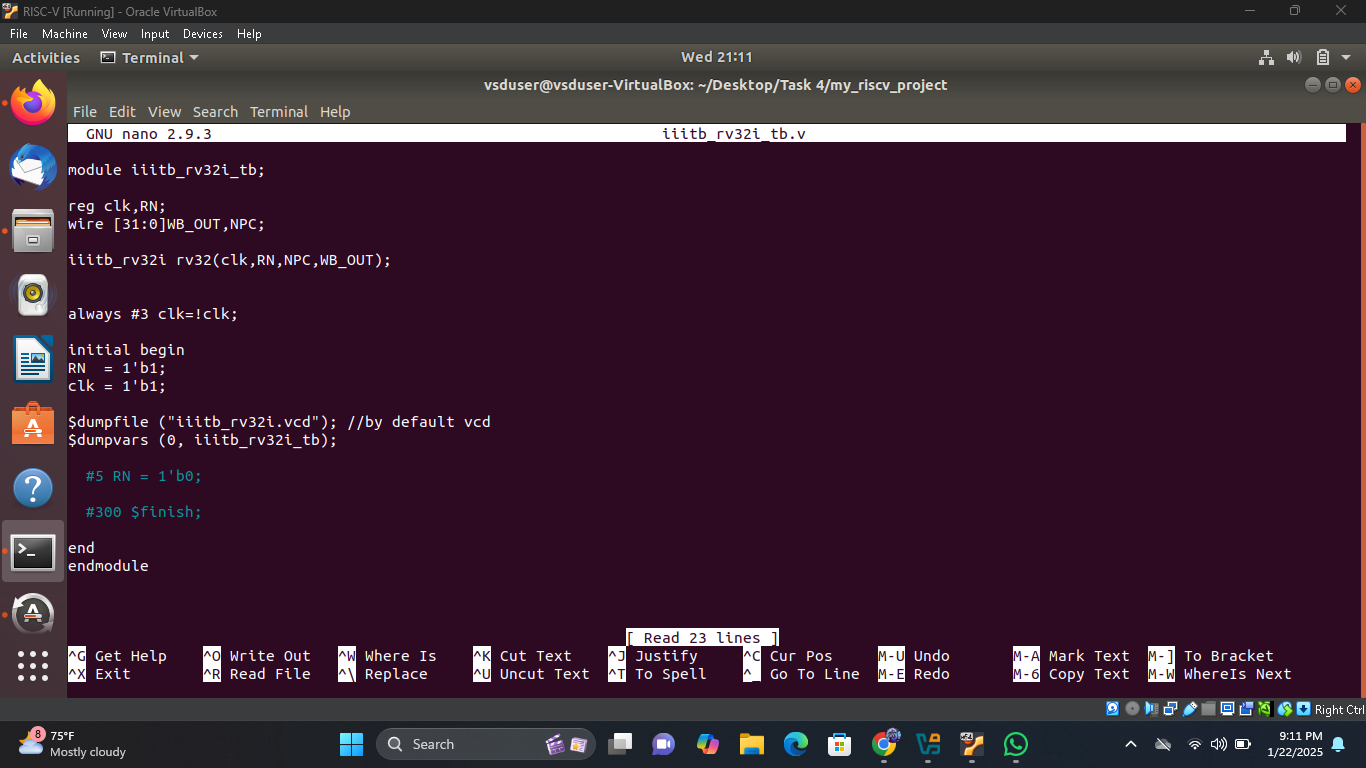 RISC-V [Running] - Oracle VirtualBox
File Machine View Input Devices Help
Activities Terminal Wed 21:11
vsduser@vsduser-VirtualBox: ~/Desktop/Task 4/my_riscv_project
File Edit View Search Terminal Help
GNU nano 2.9.3 iiitb_rv32i_tb.v
module iiitb_rv32i_tb;
reg clk,RN;
wire [31:0]WB_OUT,NPC;
iiitb_rv32i rv32(clk,RN,NPC,WB_OUT);
always #3 clk=!clk;
initial begin
RN  = 1'b1;
clk = 1'b1;
$dumpfile ("iiitb_rv32i.vcd"); //by default vcd
$dumpvars (0, iiitb_rv32i_tb);
#5 RN = 1'b0;
#300 $finish;
end
endmodule
[ Read 23 lines ]
^G Get Help ^O Write Out ^W Where Is ^K Cut Text ^J Justify ^C Cur Pos M-U Undo M-A Mark Text M-] To Bracket
^X Exit ^R Read File ^\ Replace ^U Uncut Text ^T To Spell ^_ Go To Line M-E Redo M-6 Copy Text M-W WhereIs Next
Right Ctrl
8 75°F
Mostly cloudy
Search
9:11 PM
1/22/2025